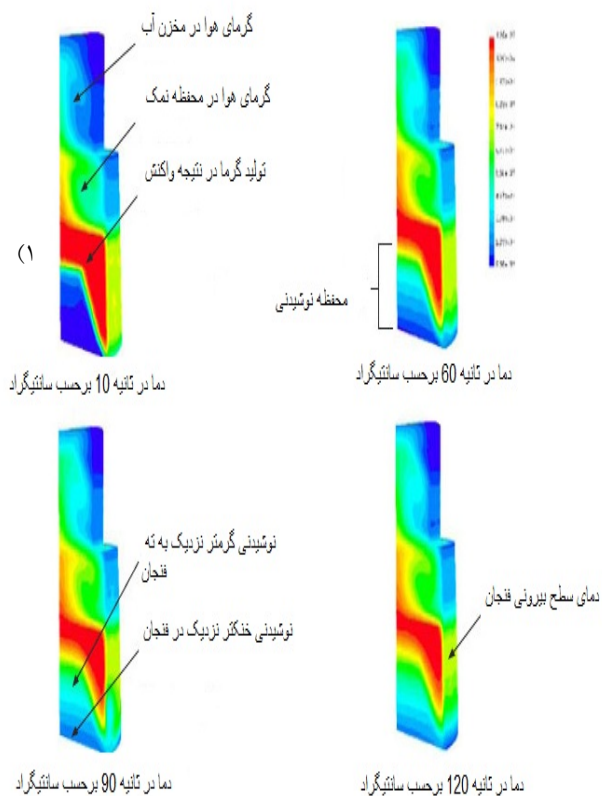 گرمای هوا در مخزن آب
گرمای هوا در محفظه نمک
تولید گرما در نتیجه واکنش
(۱
محفظه نوشیدنی
دما در ثانیه 10 برحسب سانتیگراد
دما در ثانیه 60 برحسب سانتیگراد
نوشیدنی گرمتر نزدیک به ته
فنجان
نوشیدنی خنکتر نزدیک در فنجان
دمای سطح بیرونی فنجان
دما در ثانیه 90 برحسب سانتیگراد
دما در ثانیه 120 برحسب سانتیگراد